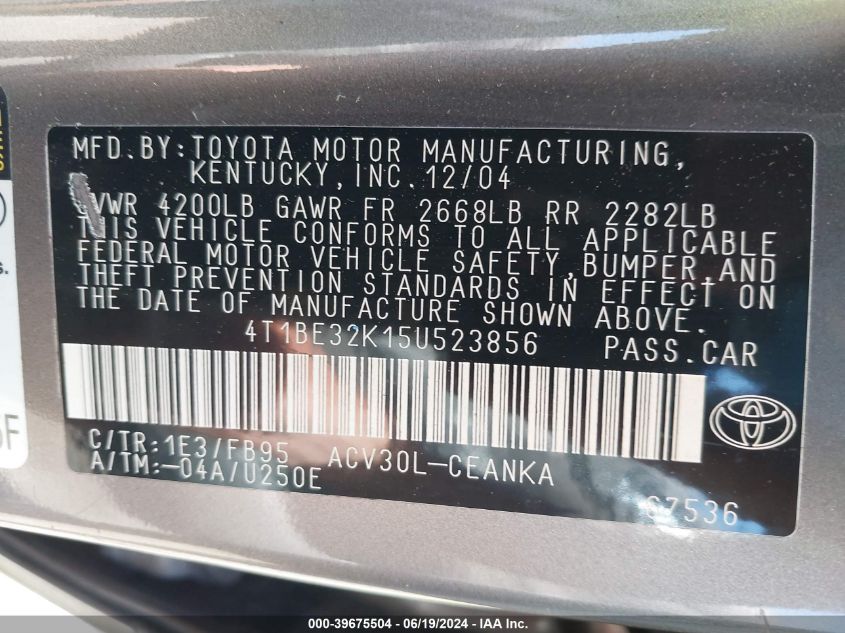 MFD.BY:TOYOTA MOTOR MANUFACTURING,
KENTUCKY,INC.12/04
GVWR 4200LB GAWR FR 2668LB RR 2282LB
THIS VEHICLE CONFORMS TO ALL APPLICABLE
FEDERAL MOTOR VEHICLE SAFETY,BUMPER AND
THEFT PREVENTION STANDARDS IN EFFECT ON
THE DATE OF MANUFACTURE SHOWN ABOVE.
4T1BE32K15U523856 PASS.CAR
C/TR:1E3/FB95 ACV30L-CEANKA
A/TM:-04A/U250E
C7536
000-39675504 - 06/19/2024 - IAA, Inc.